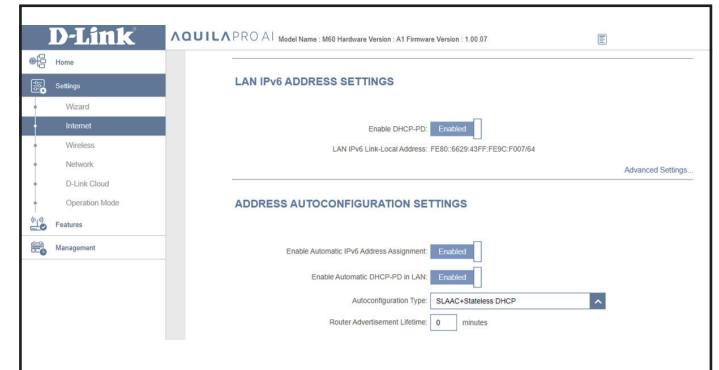 D-Link
AQUILA PRO AI Model Name : M60 Hardware Version : A1 Firmware Version : 1.00.07
Home
Settings
Wizard
Internet
Wireless
Network
D-Link Cloud
Operation Mode
Features
Management
LAN IPv6 ADDRESS SETTINGS
Enable DHCP-PD: Enabled
LAN IPv6 Link-Local Address: FE80::6629:43FF:FE9C:F007/64
Advanced Settings...
ADDRESS AUTOCONFIGURATION SETTINGS
Enable Automatic IPv6 Address Assignment: Enabled
Enable Automatic DHCP-PD in LAN: Enabled
Autoconfiguration Type: SLAAC+Stateless DHCP
Router Advertisement Lifetime: 0 minutes